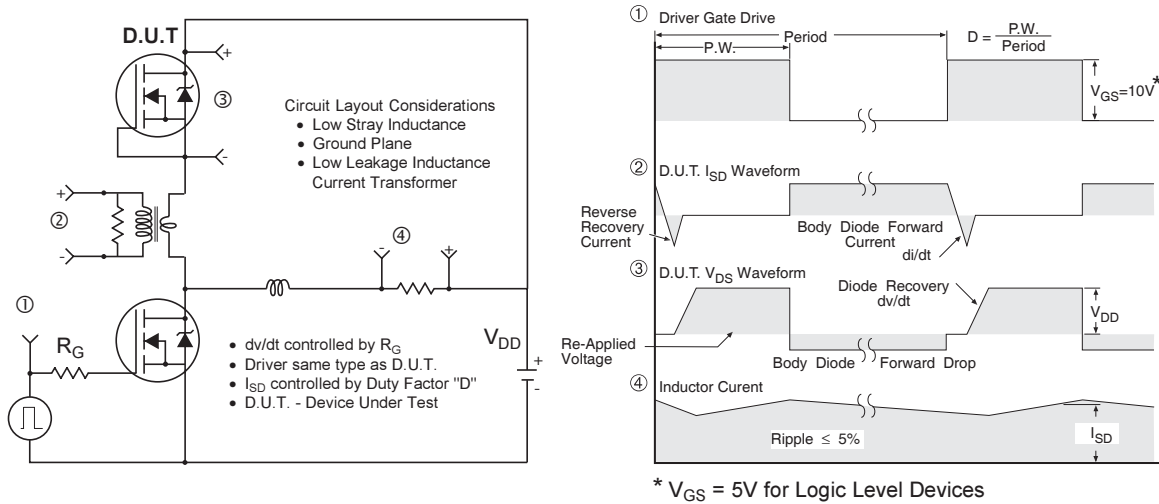 D.U.T
+
③
-
Circuit Layout Considerations
• Low Stray Inductance
• Ground Plane
• Low Leakage Inductance
Current Transformer
+
②
-
④
-
+
①
R_G
• dv/dt controlled by R_G
• Driver same type as D.U.T.
• I_SD controlled by Duty Factor "D"
• D.U.T. - Device Under Test
V_DD
+
-
① Driver Gate Drive
Period
P.W.
D = P.W. / Period
V_GS=10V*
② D.U.T. I_SD Waveform
Reverse
Recovery
Current
Body Diode Forward
Current
di/dt
③ D.U.T. V_DS Waveform
Diode Recovery
dv/dt
V_DD
Re-Applied
Voltage
Body Diode Forward Drop
④ Inductor Curent
Ripple ≤ 5%
I_SD
* V_GS = 5V for Logic Level Devices